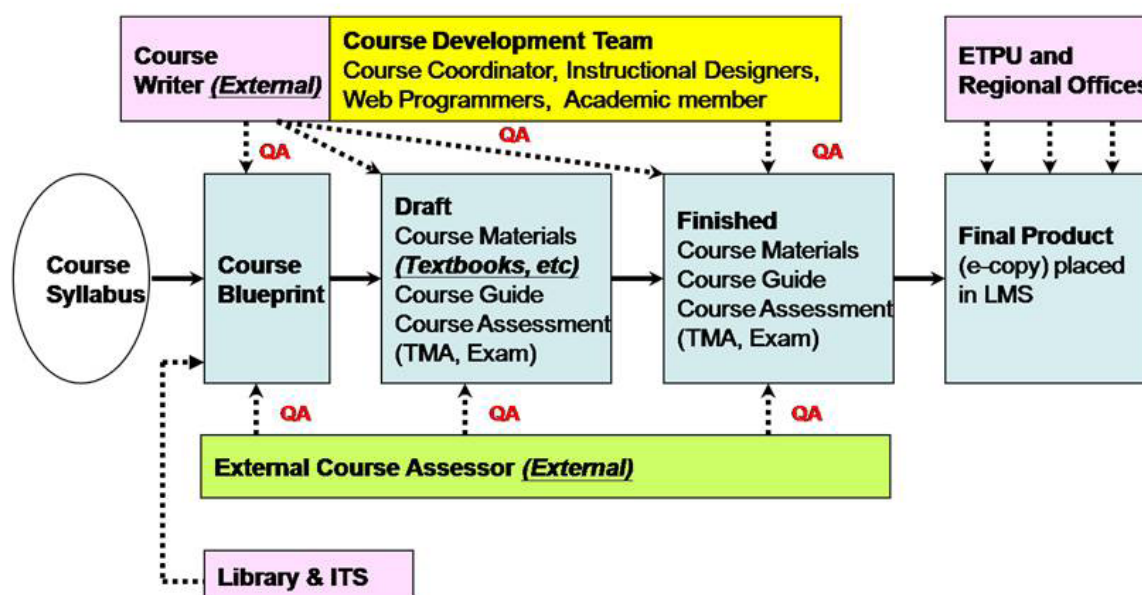 Course
Writer (External)
Course Development Team
Course Coordinator, Instructional Designers,
Web Programmers, Academic member
ETPU and
Regional Offices
QA
QA
QA
Course
Syllabus
Course
Blueprint
Draft
Course Materials
(Textbooks, etc)
Course Guide
Course Assessment
(TMA, Exam)
Finished
Course Materials
Course Guide
Course Assessment
(TMA, Exam)
Final Product
(e-copy) placed
in LMS
QA
QA
QA
External Course Assessor (External)
Library & ITS